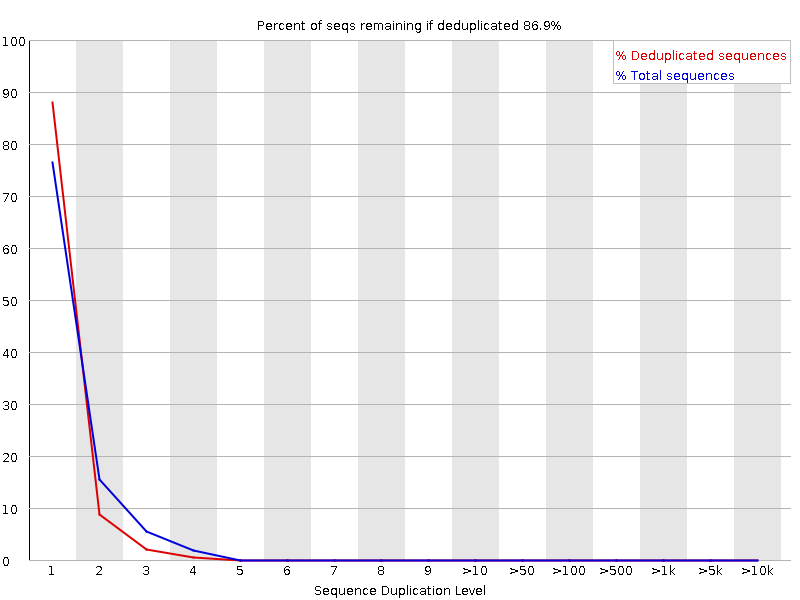 Percent of seqs remaining if deduplicated 86.9%
% Deduplicated sequences
% Total sequences
100
90
80
70
60
50
40
30
20
10
0
1 2 3 4 5 6 7 8 9 >10 >50 >100 >500 >1k >5k >10k
Sequence Duplication Level